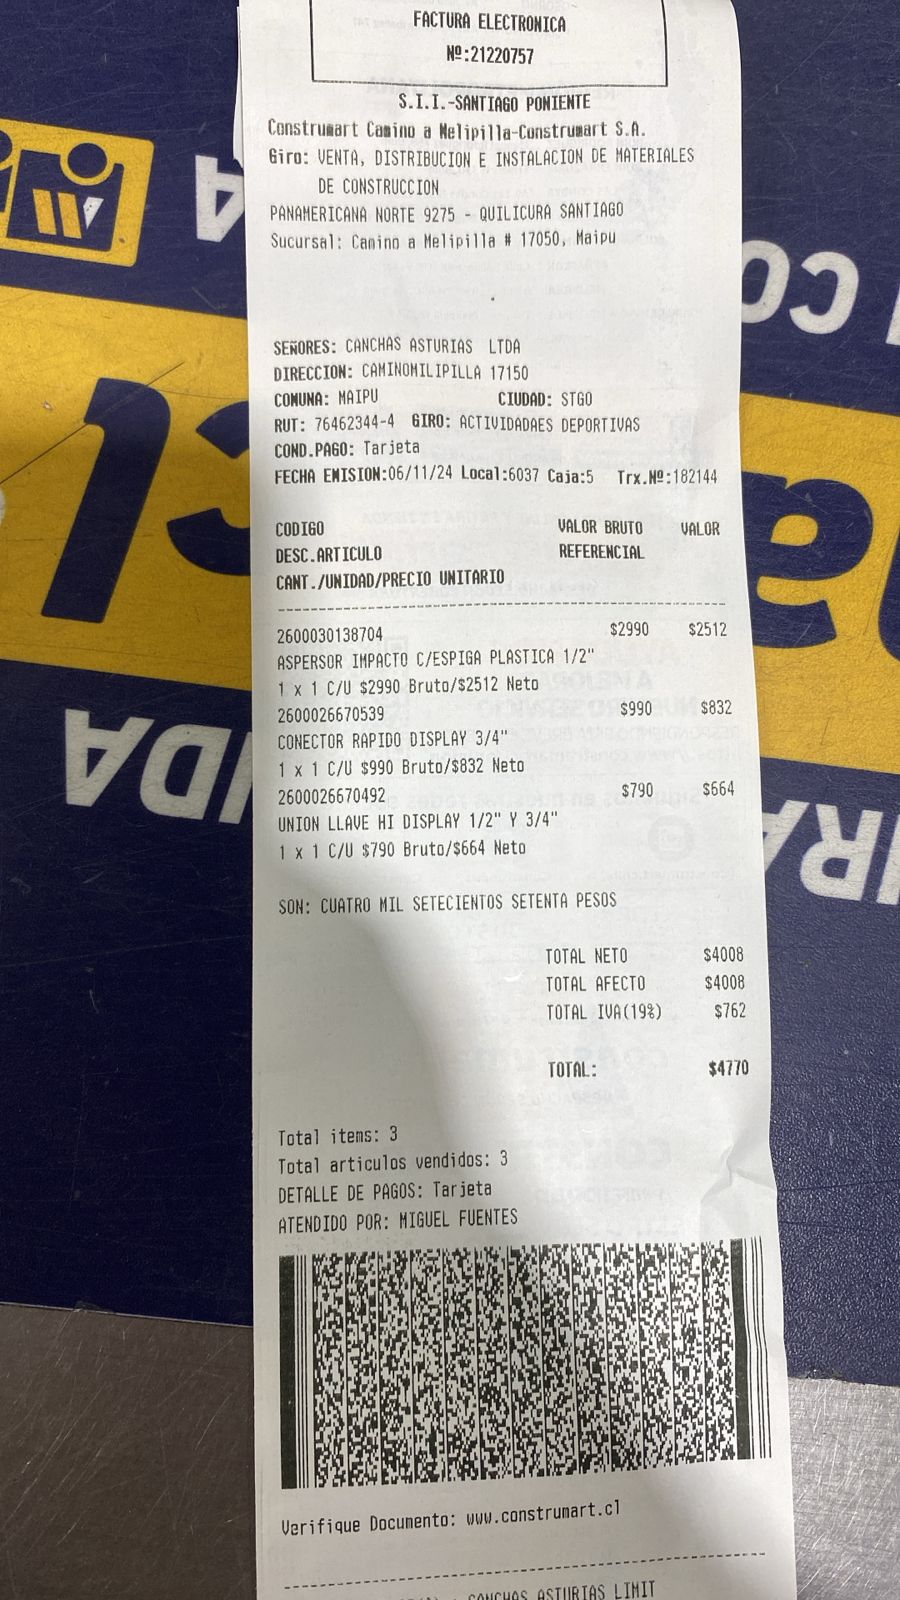 FACTURA ELECTRONICA
Nº:21220757
S.I.I.-SANTIAGO PONIENTE
Construmart Camino a Melipilla-Construmart S.A.
Giro: VENTA, DISTRIBUCION E INSTALACION DE MATERIALES
DE CONSTRUCCION
PANAMERICANA NORTE 9275 - QUILICURA SANTIAGO
Sucursal: Camino a Melipilla # 17050, Maipu
SEÑORES: CANCHAS ASTURIAS LTDA
DIRECCION: CAMINOMILIPILLA 17150
COMUNA: MAIPU CIUDAD: STGO
RUT: 76462344-4 GIRO: ACTIVIDADAES DEPORTIVAS
COND.PAGO: Tarjeta
FECHA EMISION:06/11/24 Local:6037 Caja:5 Trx.Nº:182144
CODIGO VALOR BRUTO VALOR
DESC.ARTICULO REFERENCIAL
CANT./UNIDAD/PRECIO UNITARIO
2600030138704 $2990 $2512
ASPERSOR IMPACTO C/ESPIGA PLASTICA 1/2"
1 x 1 C/U $2990 Bruto/$2512 Neto
2600026670539 $990 $832
CONECTOR RAPIDO DISPLAY 3/4"
1 x 1 C/U $990 Bruto/$832 Neto
2600026670492 $790 $664
UNION LLAVE HI DISPLAY 1/2" Y 3/4"
1 x 1 C/U $790 Bruto/$664 Neto
SON: CUATRO MIL SETECIENTOS SETENTA PESOS
TOTAL NETO $4008
TOTAL AFECTO $4008
TOTAL IVA(19%) $762
TOTAL: $4770
Total items: 3
Total articulos vendidos: 3
DETALLE DE PAGOS: Tarjeta
ATENDIDO POR: MIGUEL FUENTES
Verifique Documento: www.construmart.cl
CANCHAS ASTURIAS LIMIT